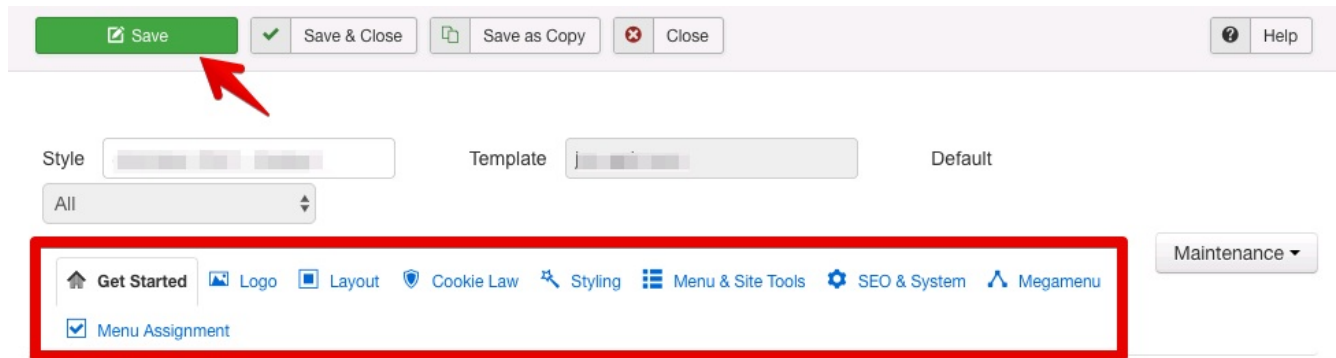 Save Save & Close Save as Copy Close Help
Style Template Default
All
Maintenance
Get Started Logo Layout Cookie Law Styling Menu & Site Tools SEO & System Megamenu
Menu Assignment